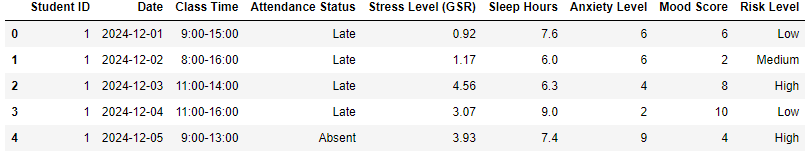 Student ID Date Class Time Attendance Status Stress Level (GSR) Sleep Hours Anxiety Level Mood Score Risk Level
0 1 2024-12-01 9:00-15:00 Late 0.92 7.6 6 6 Low
1 1 2024-12-02 8:00-16:00 Late 1.17 6.0 6 2 Medium
2 1 2024-12-03 11:00-14:00 Late 4.56 6.3 4 8 High
3 1 2024-12-04 11:00-16:00 Late 3.07 9.0 2 10 Low
4 1 2024-12-05 9:00-13:00 Absent 3.93 7.4 9 4 High